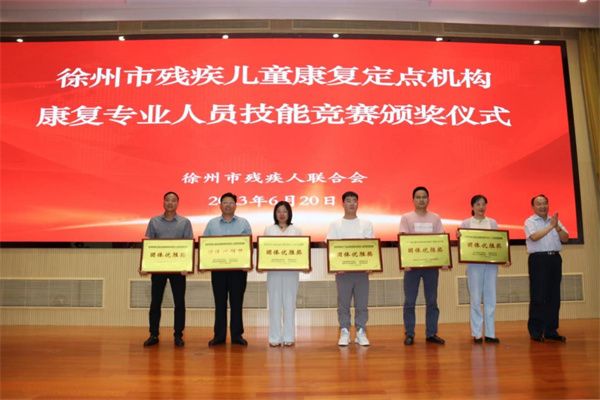 徐州市残疾儿童康复定点机构
康复专业人员技能竞赛颁奖仪式
徐州市残疾人联合会
2023年6月20日
团体优胜奖
团体优胜奖
团体优胜奖
团体优胜奖
团体优胜奖